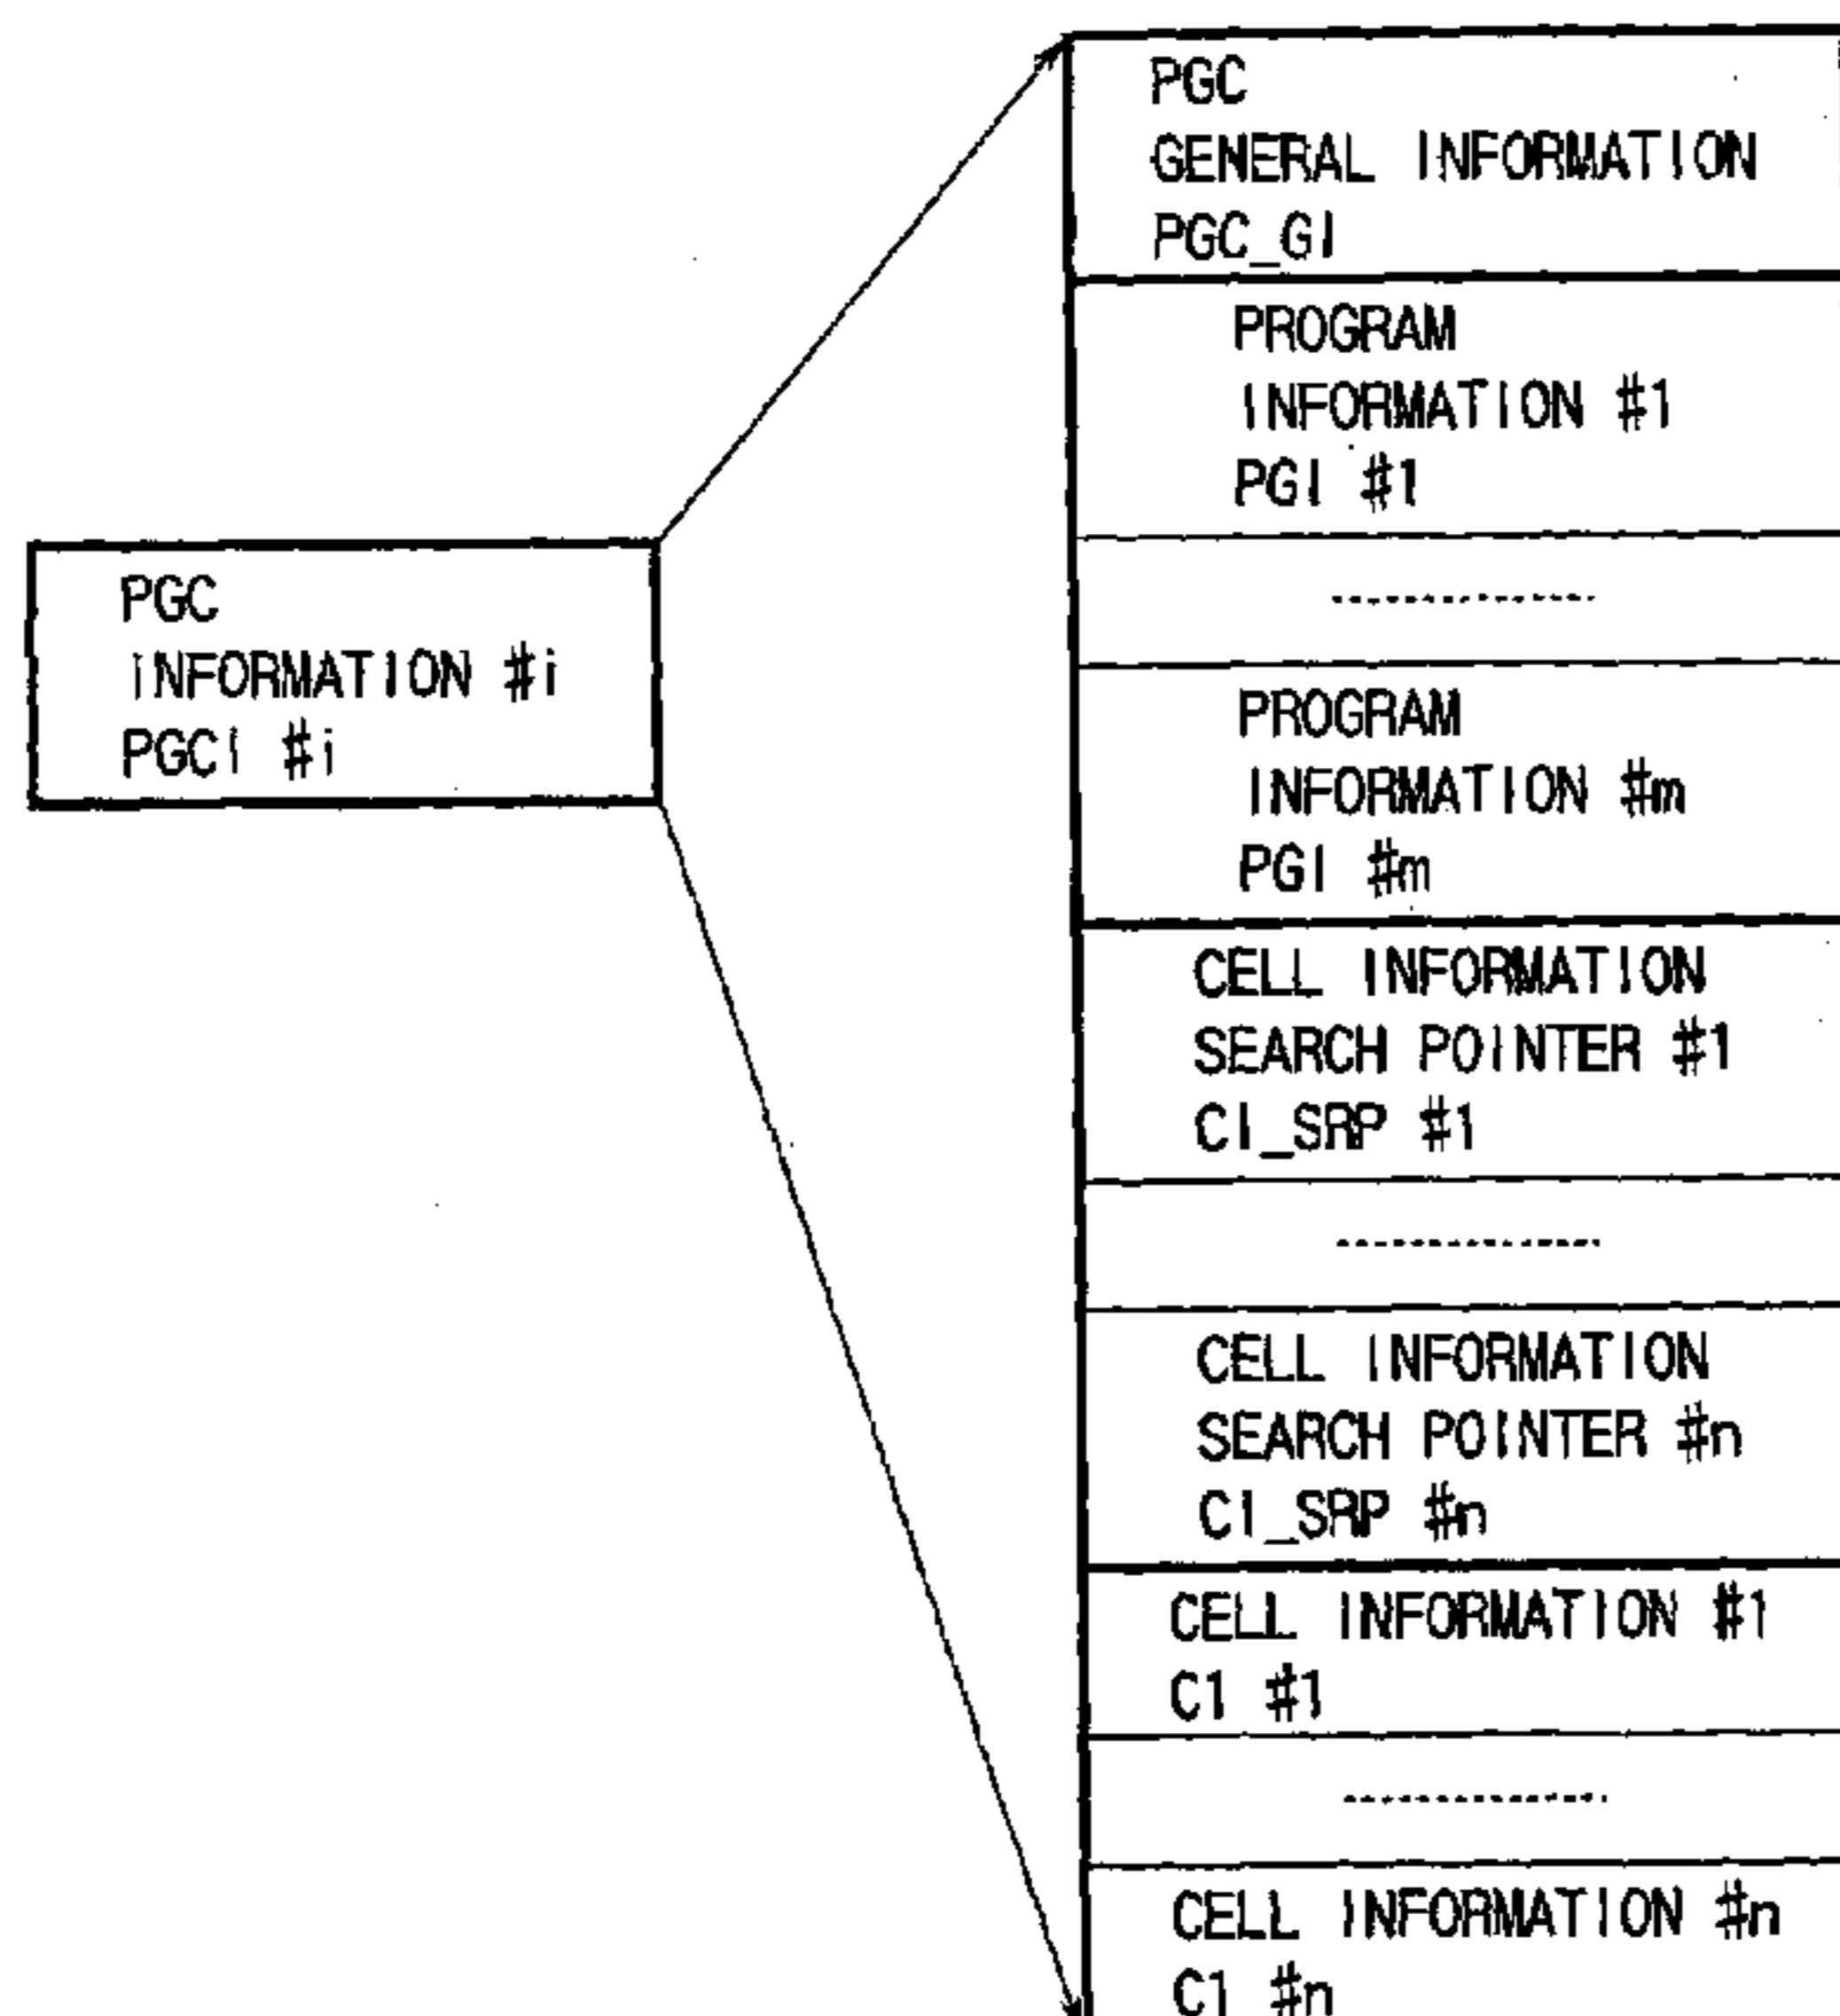 PGC
INFORMATION #i
PGCI #i
PGC
GENERAL INFORMATION
PGC_GI
PROGRAM
INFORMATION #1
PGI #1
PROGRAM
INFORMATION #m
PGI #m
CELL INFORMATION
SEARCH POINTER #1
CI_SRP #1
CELL INFORMATION
SEARCH POINTER #n
CI_SRP #n
CELL INFORMATION #1
C1 #1
CELL INFORMATION #n
C1 #n